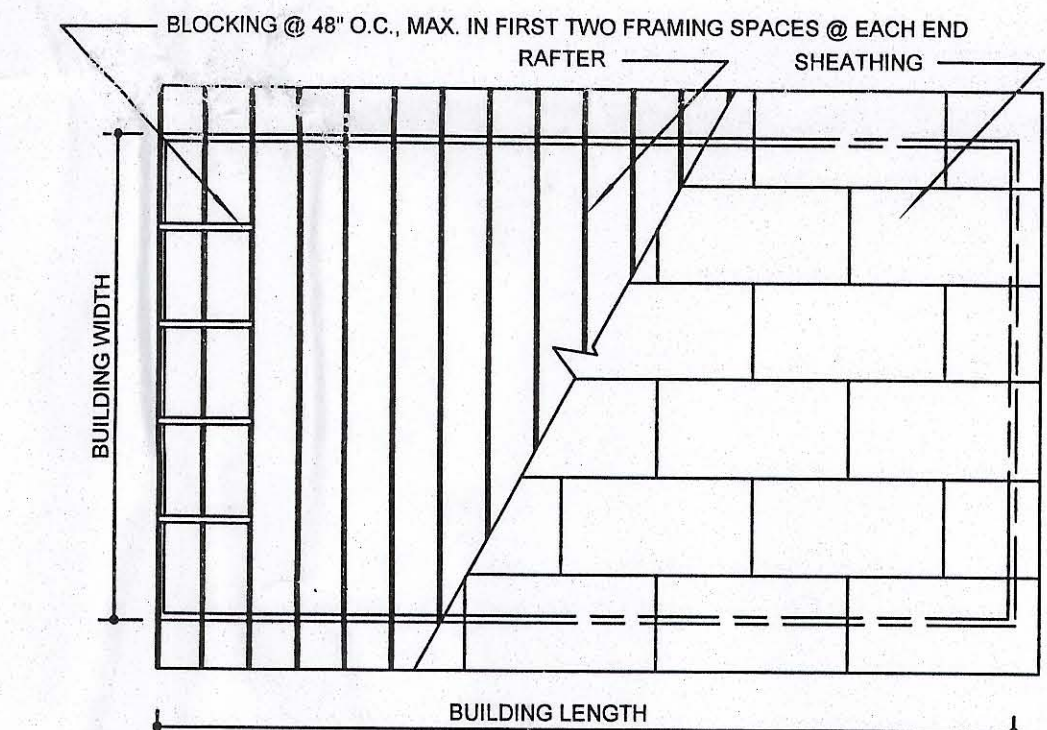 BLOCKING @ 48" O.C., MAX. IN FIRST TWO FRAMING SPACES @ EACH END
RAFTER
SHEATHING
BUILDING WIDTH
BUILDING LENGTH